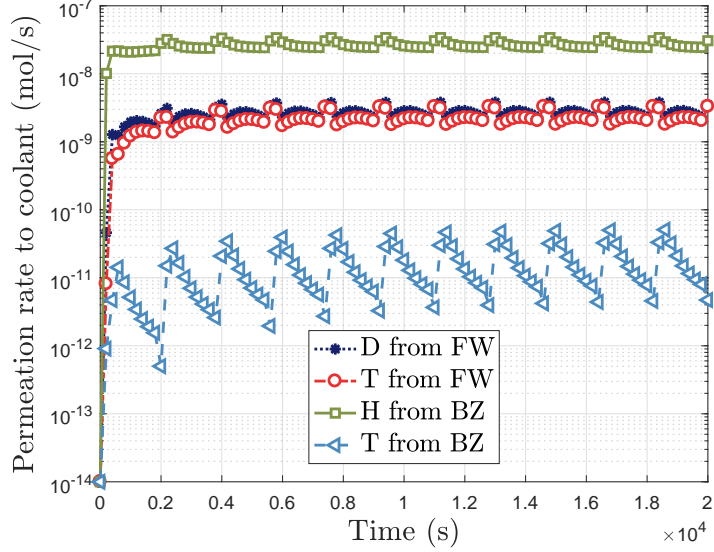 Permeation rate to coolant (mol/s)
10⁻⁷
10⁻⁸
10⁻⁹
10⁻¹⁰
10⁻¹¹
10⁻¹²
10⁻¹³
10⁻¹⁴
D from FW
T from FW
H from BZ
T from BZ
0 0.2 0.4 0.6 0.8 1 1.2 1.4 1.6 1.8 2
×10⁴
Time (s)